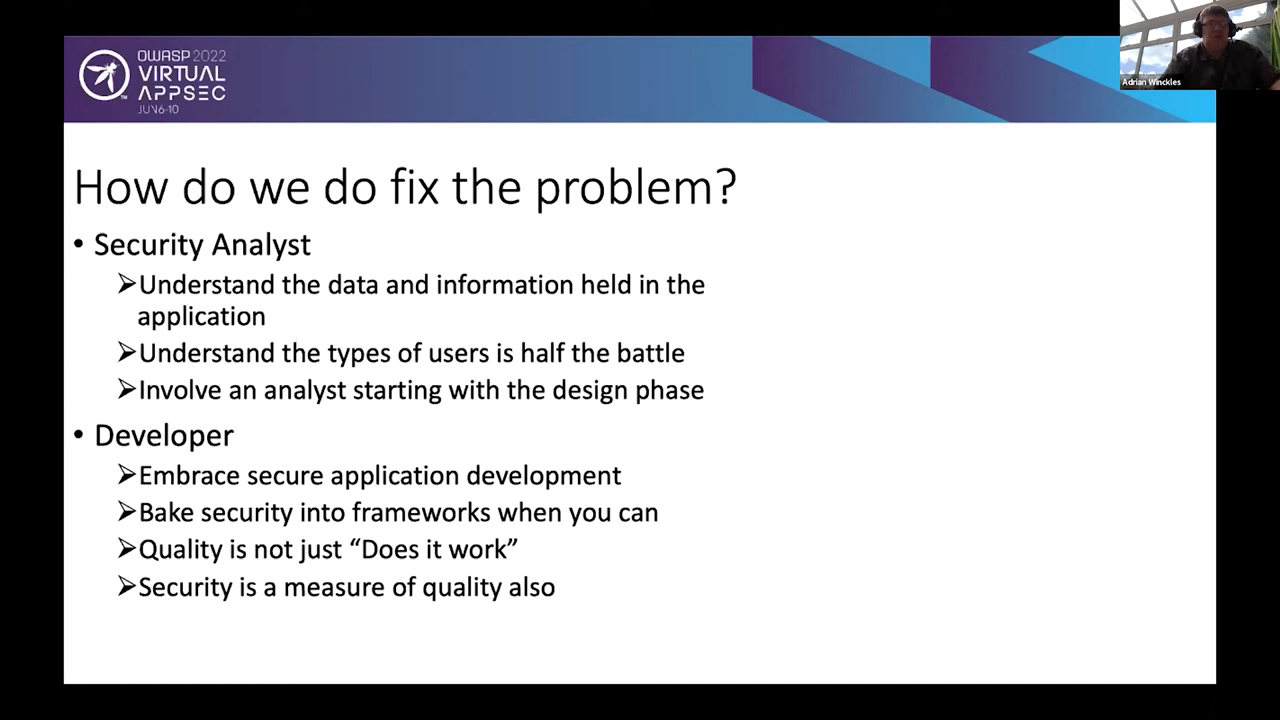 OWASP 2022
VIRTUAL
APPSEC
JUN 6-10
Adrian Winckles
How do we do fix the problem?
• Security Analyst
➢Understand the data and information held in the
application
➢Understand the types of users is half the battle
➢Involve an analyst starting with the design phase
• Developer
➢Embrace secure application development
➢Bake security into frameworks when you can
➢Quality is not just “Does it work”
➢Security is a measure of quality also